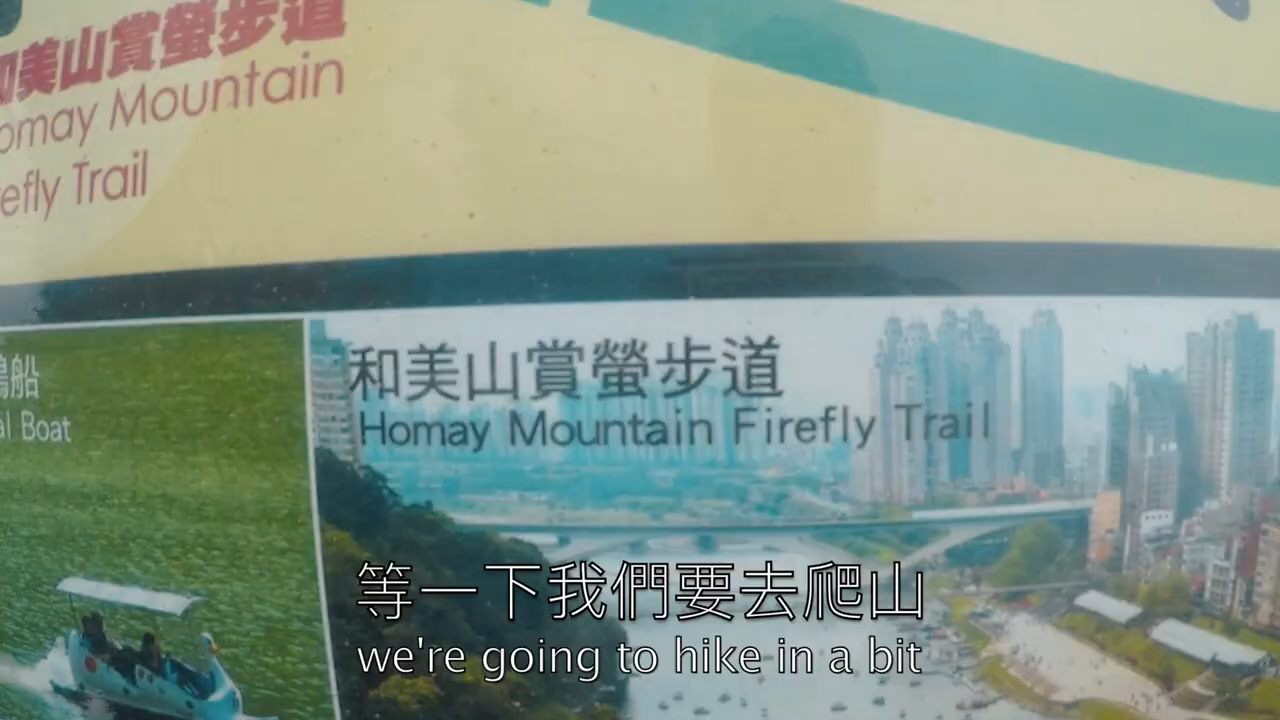 和美山賞螢步道
Homay Mountain
Trail
和美山賞螢步道
Homay Mountain Firefly Trail
船
Boat
等一下我們要去爬山
we're going to hike in a bit